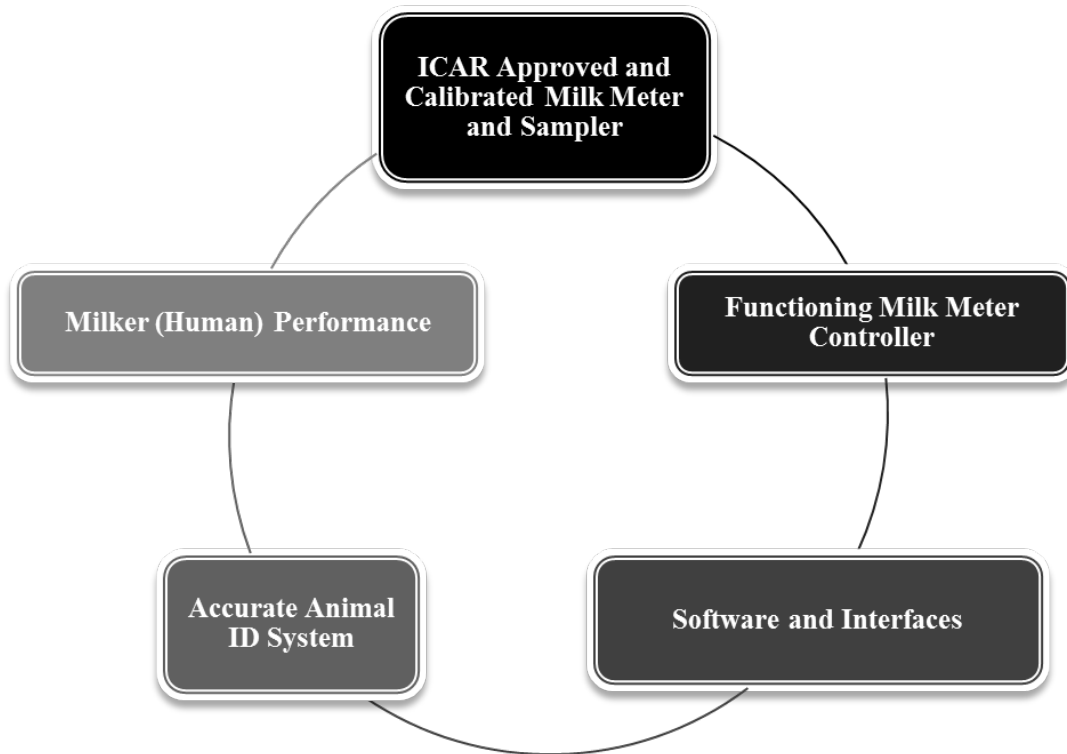 ICAR Approved and
Calibrated Milk Meter
and Sampler
Milker (Human) Performance
Functioning Milk Meter
Controller
Accurate Animal
ID System
Software and Interfaces